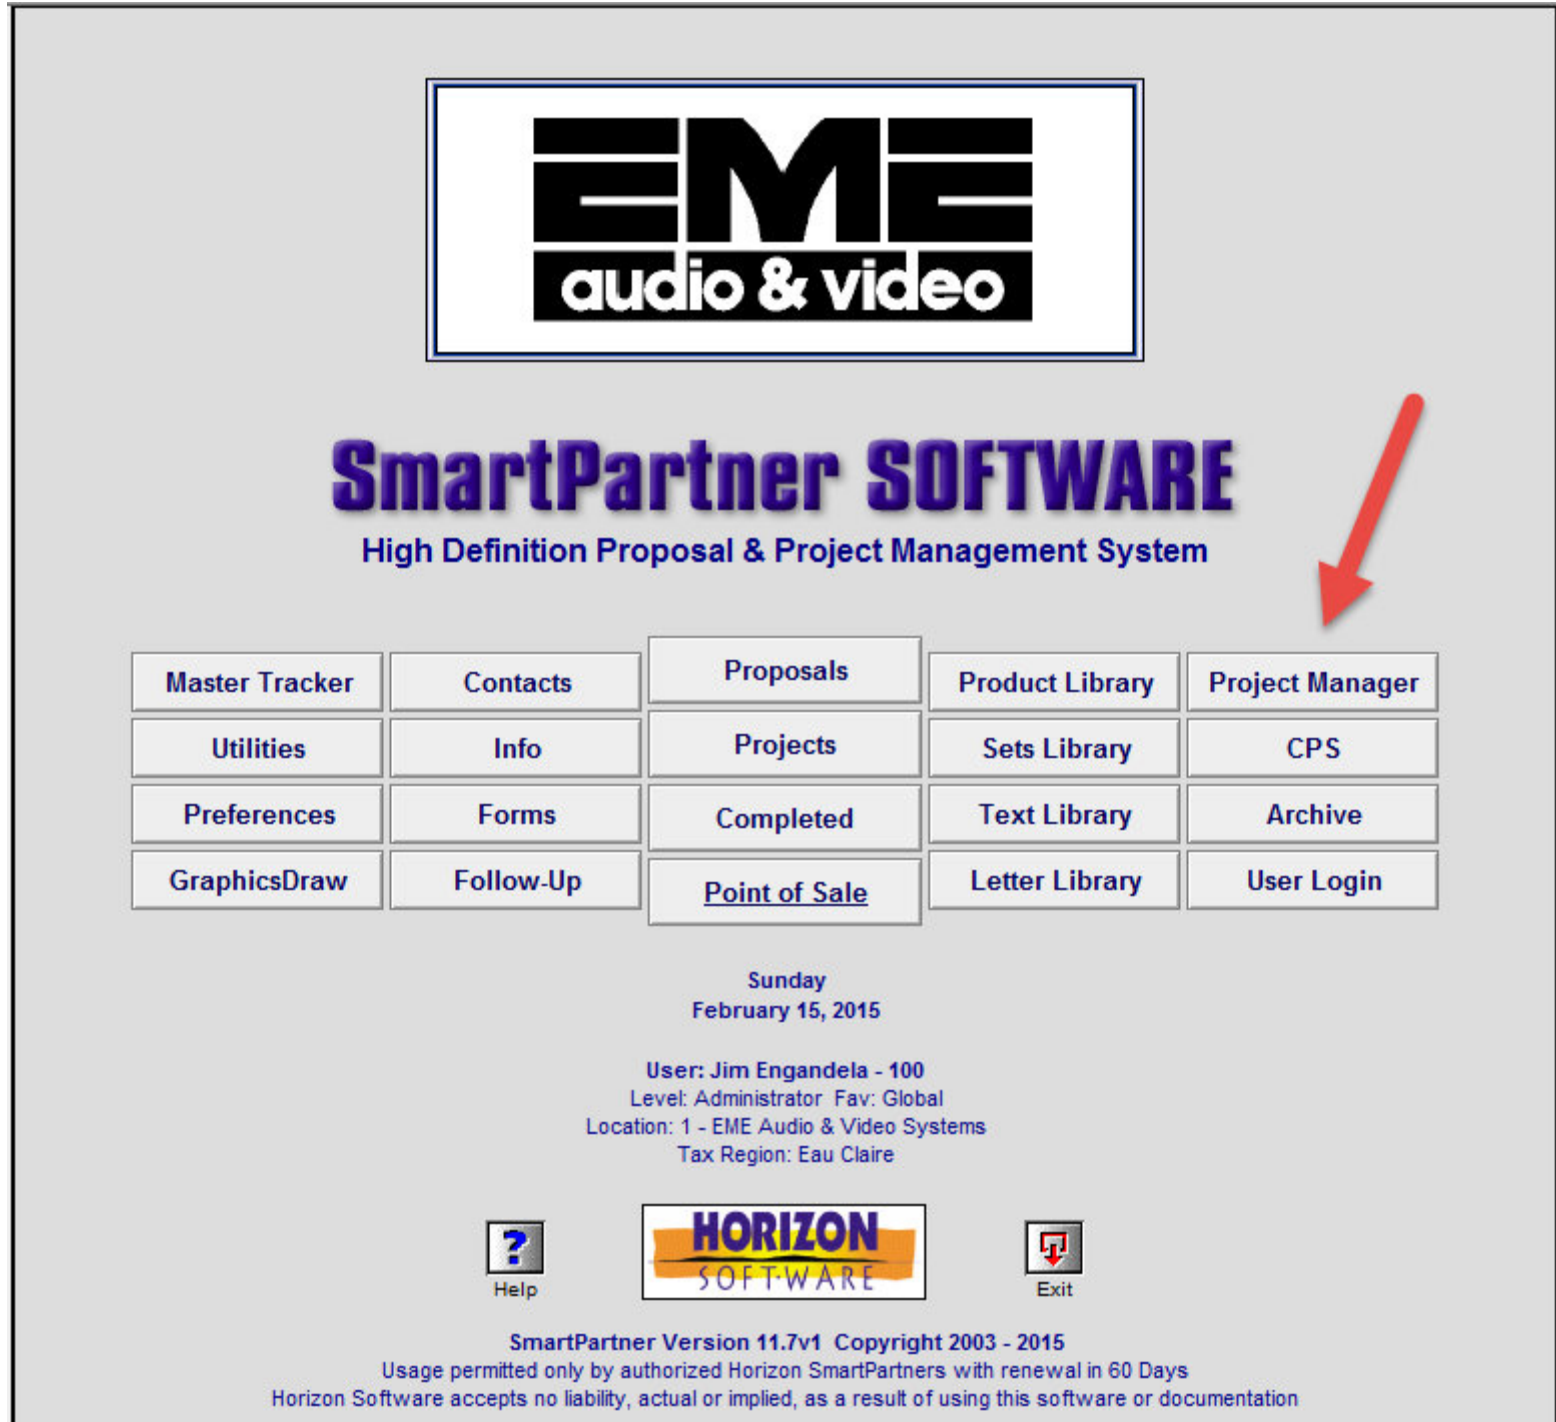 EME
audio & video
SmartPartner SOFTWARE
High Definition Proposal & Project Management System
Master Tracker Contacts Proposals Product Library Project Manager
Utilities Info Projects Sets Library CPS
Preferences Forms Completed Text Library Archive
GraphicsDraw Follow-Up Point of Sale Letter Library User Login
Sunday
February 15, 2015
User: Jim Engandela - 100
Level: Administrator Fav: Global
Location: 1 - EME Audio & Video Systems
Tax Region: Eau Claire
?
Help
HORIZON
SOFT·WARE
Exit
SmartPartner Version 11.7v1 Copyright 2003 - 2015
Usage permitted only by authorized Horizon SmartPartners with renewal in 60 Days
Horizon Software accepts no liability, actual or implied, as a result of using this software or documentation